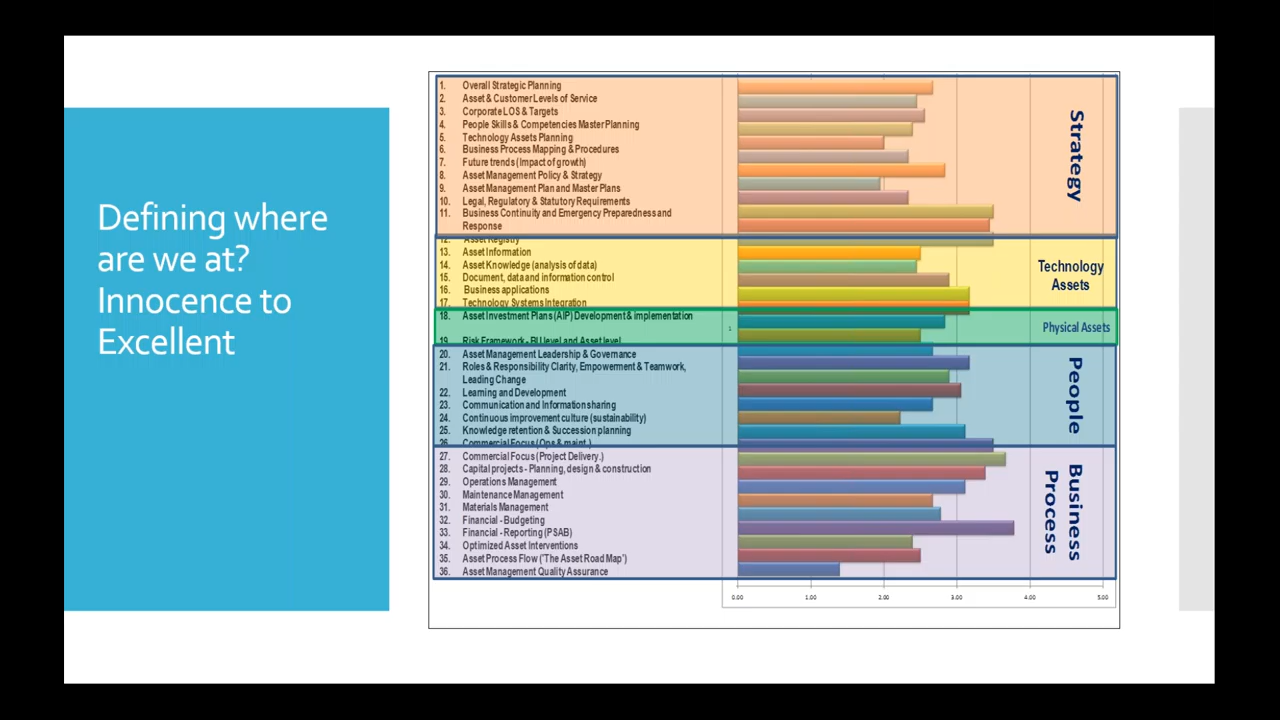 Defining where
are we at?
Innocence to
Excellent
1. Overall Strategic Planning
2. Asset & Customer Levels of Service
3. Corporate LOS & Targets
4. People Skills & Competencies Master Planning
5. Technology Assets Planning
6. Business Process Mapping & Procedures
7. Future trends (Impact of growth)
8. Asset Management Policy & Strategy
9. Asset Management Plan and Master Plans
10. Legal, Regulatory & Statutory Requirements
11. Business Continuity and Emergency Preparedness and
Response
Strategy
12. Asset Registry
13. Asset Information
14. Asset Knowledge (analysis of data)
15. Document, data and information control
16. Business applications
17. Technology Systems Integration
Technology
Assets
18. Asset Investment Plans (AIP) Development & implementation
19. Risk Framework - BU level and Asset level
1
Physical Assets
20. Asset Management Leadership & Governance
21. Roles & Responsibility Clarity, Empowerment & Teamwork,
Leading Change
22. Learning and Development
23. Communication and Information sharing
24. Continuous improvement culture (sustainability)
25. Knowledge retention & Succession planning
26. Commercial Focus (Ops & maint.)
People
27. Commercial Focus (Project Delivery.)
28. Capital projects - Planning, design & construction
29. Operations Management
30. Maintenance Management
31. Materials Management
32. Financial - Budgeting
33. Financial - Reporting (PSAB)
34. Optimized Asset Interventions
35. Asset Process Flow ('The Asset Road Map')
36. Asset Management Quality Assurance
Business
Process
0.00 1.00 2.00 3.00 4.00 5.00